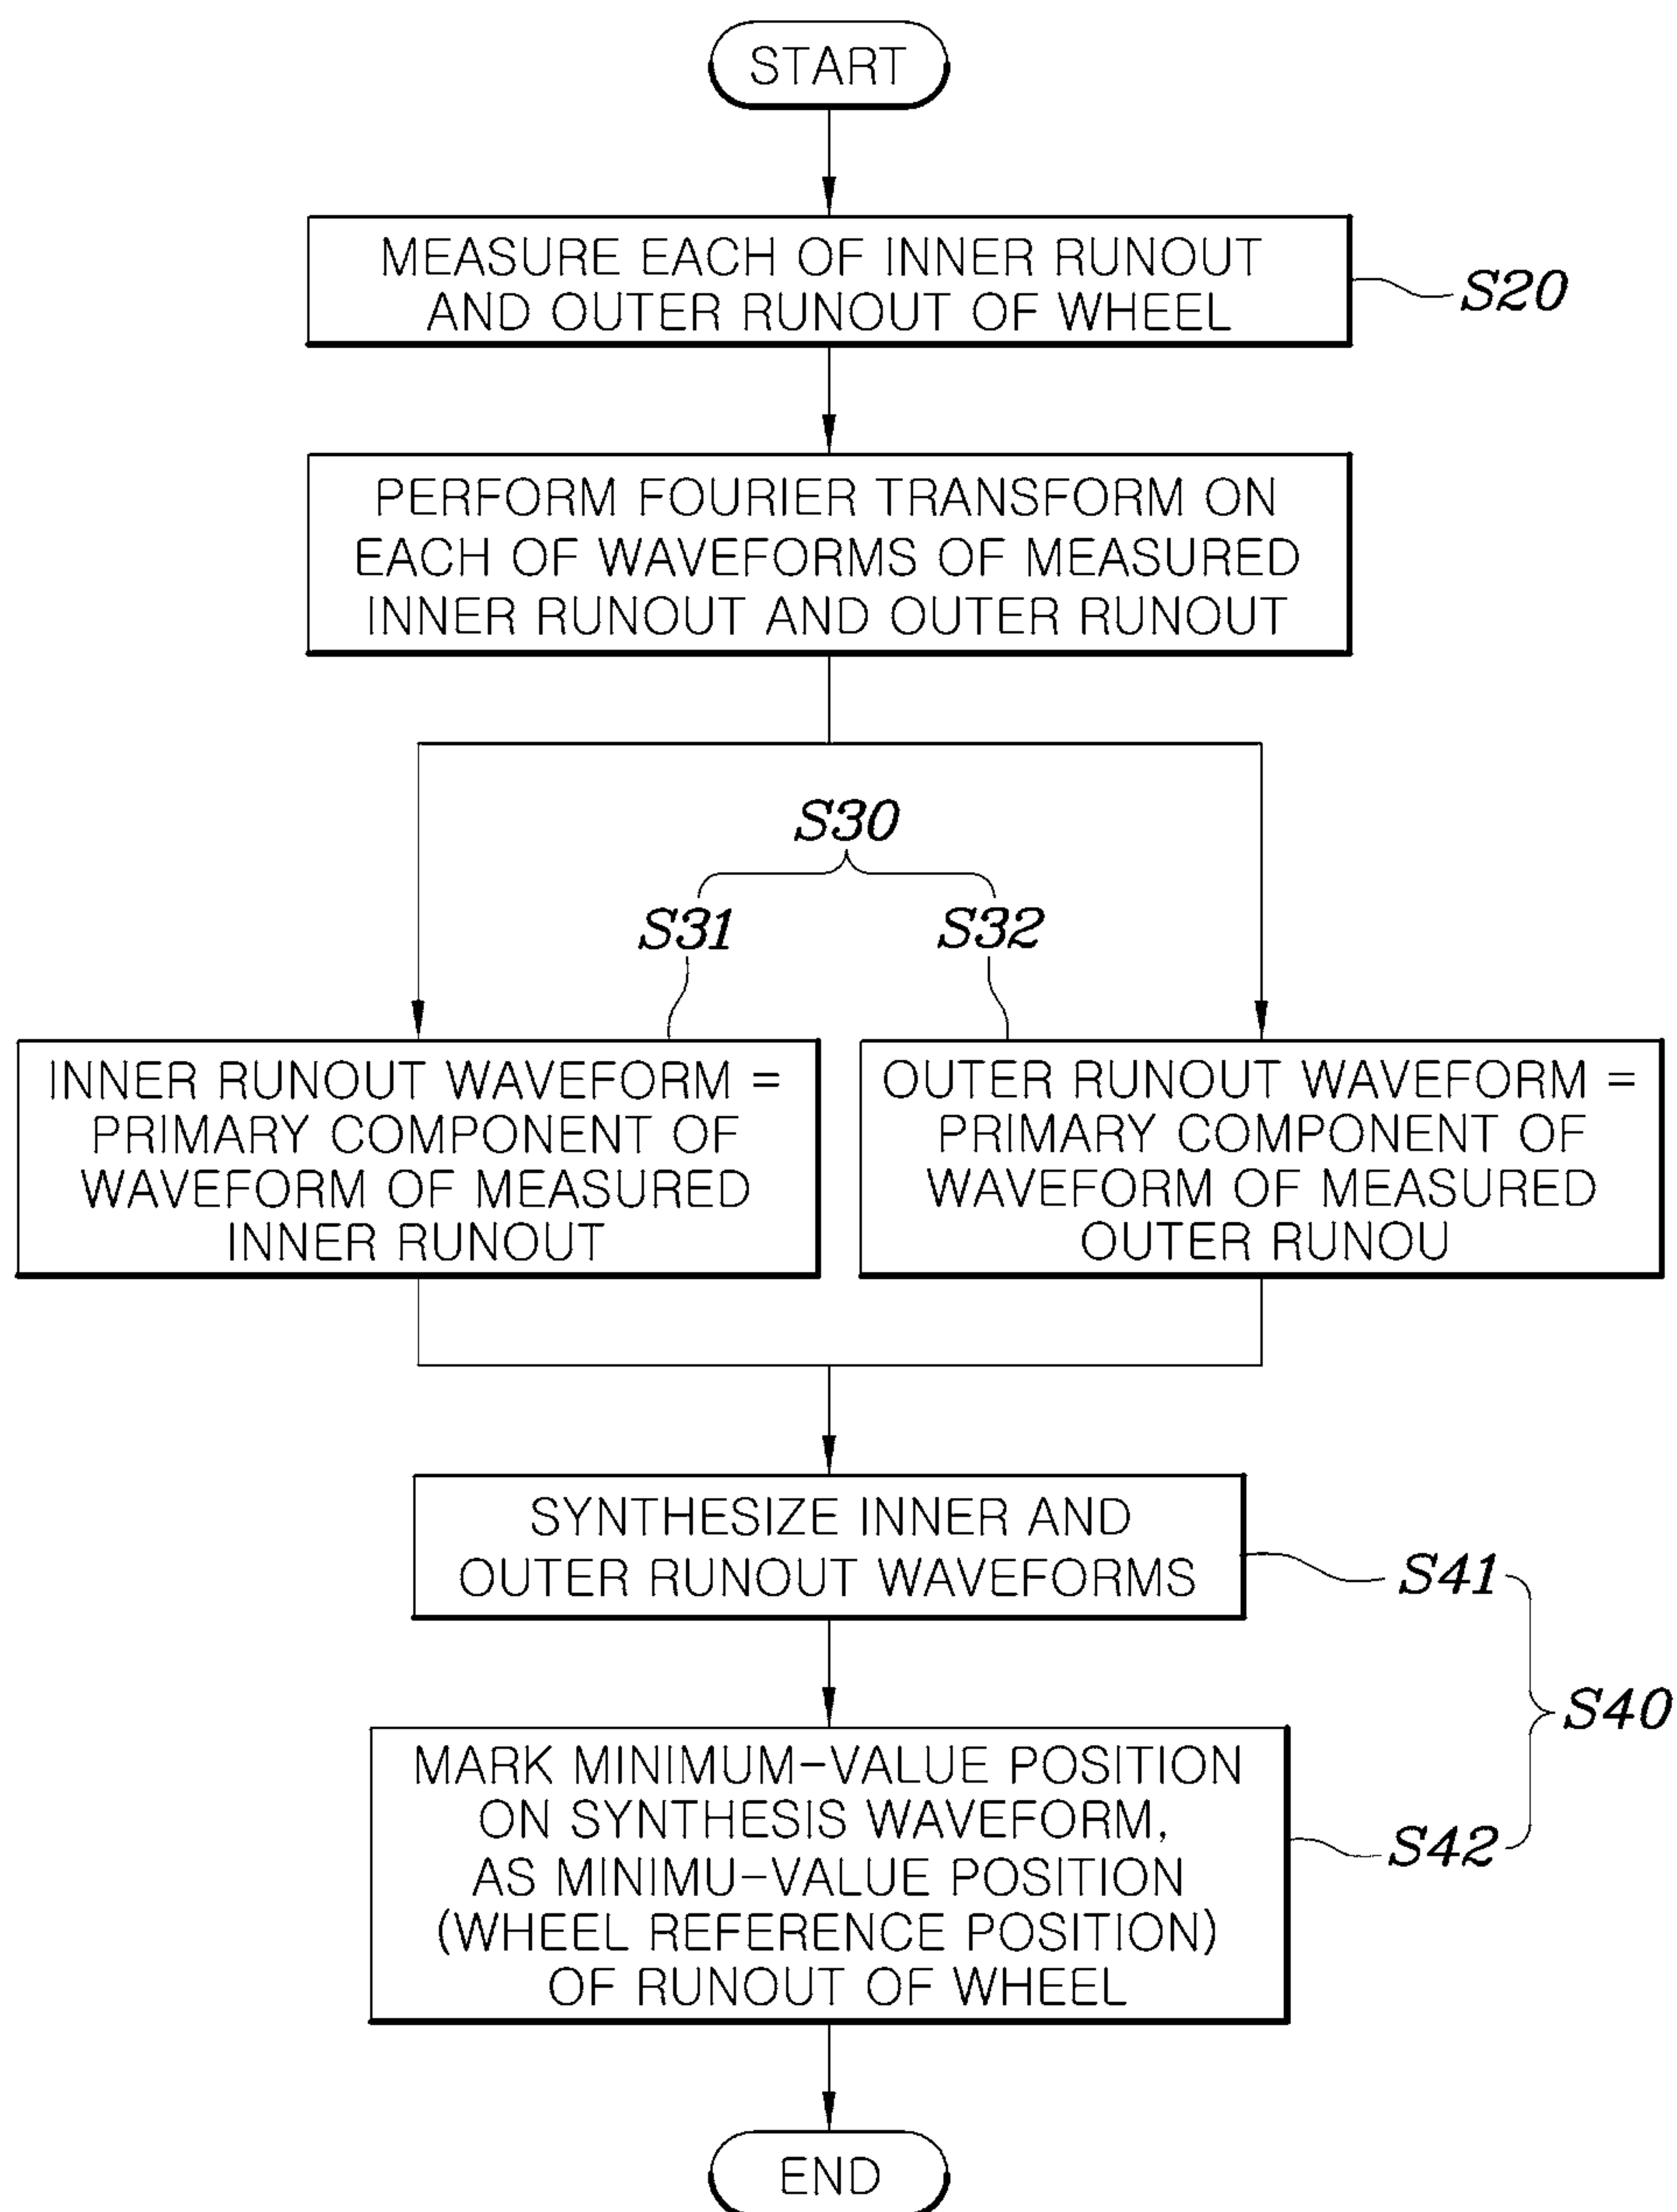 START
MEASURE EACH OF INNER RUNOUT
AND OUTER RUNOUT OF WHEEL
S20
PERFORM FOURIER TRANSFORM ON
EACH OF WAVEFORMS OF MEASURED
INNER RUNOUT AND OUTER RUNOUT
S30
S31
S32
INNER RUNOUT WAVEFORM =
PRIMARY COMPONENT OF
WAVEFORM OF MEASURED
INNER RUNOUT
OUTER RUNOUT WAVEFORM =
PRIMARY COMPONENT OF
WAVEFORM OF MEASURED
OUTER RUNOU
SYNTHESIZE INNER AND
OUTER RUNOUT WAVEFORMS
S41
S40
MARK MINIMUM-VALUE POSITION
ON SYNTHESIS WAVEFORM,
AS MINIMU-VALUE POSITION
(WHEEL REFERENCE POSITION)
OF RUNOUT OF WHEEL
S42
END